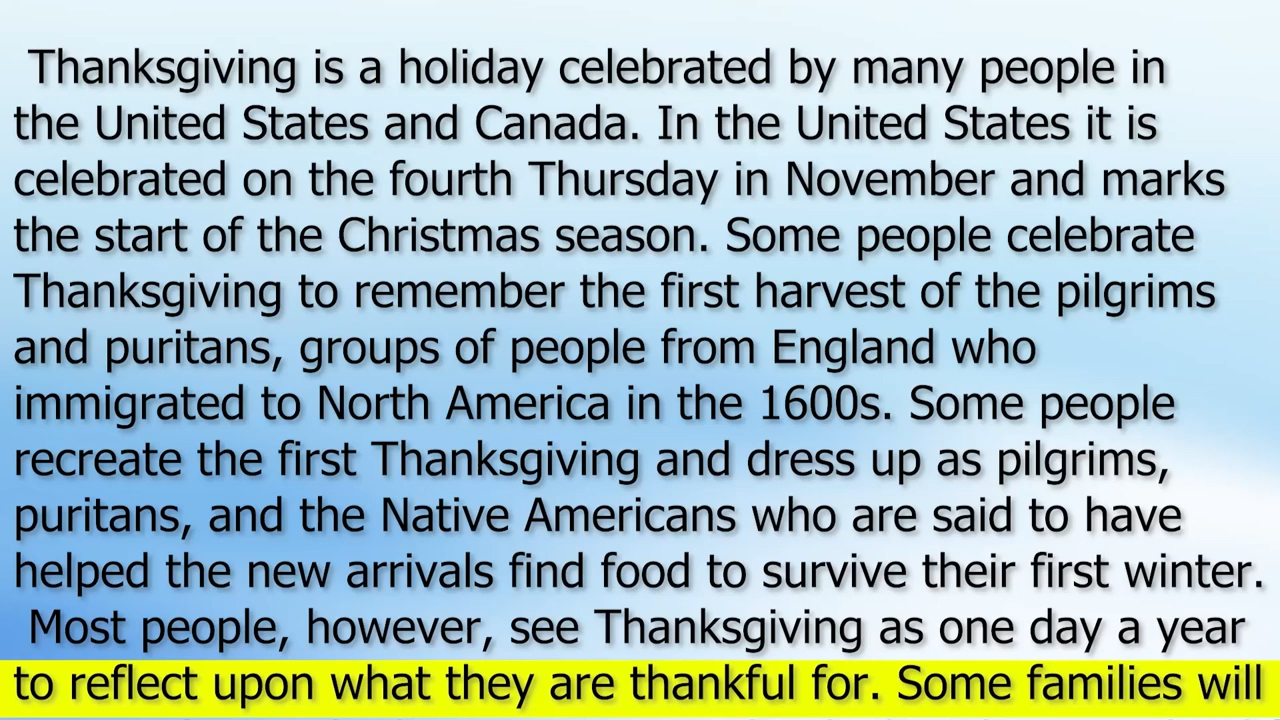 Thanksgiving is a holiday celebrated by many people in
the United States and Canada. In the United States it is
celebrated on the fourth Thursday in November and marks
the start of the Christmas season. Some people celebrate
Thanksgiving to remember the first harvest of the pilgrims
and puritans, groups of people from England who
immigrated to North America in the 1600s. Some people
recreate the first Thanksgiving and dress up as pilgrims,
puritans, and the Native Americans who are said to have
helped the new arrivals find food to survive their first winter.
Most people, however, see Thanksgiving as one day a year
to reflect upon what they are thankful for. Some families will